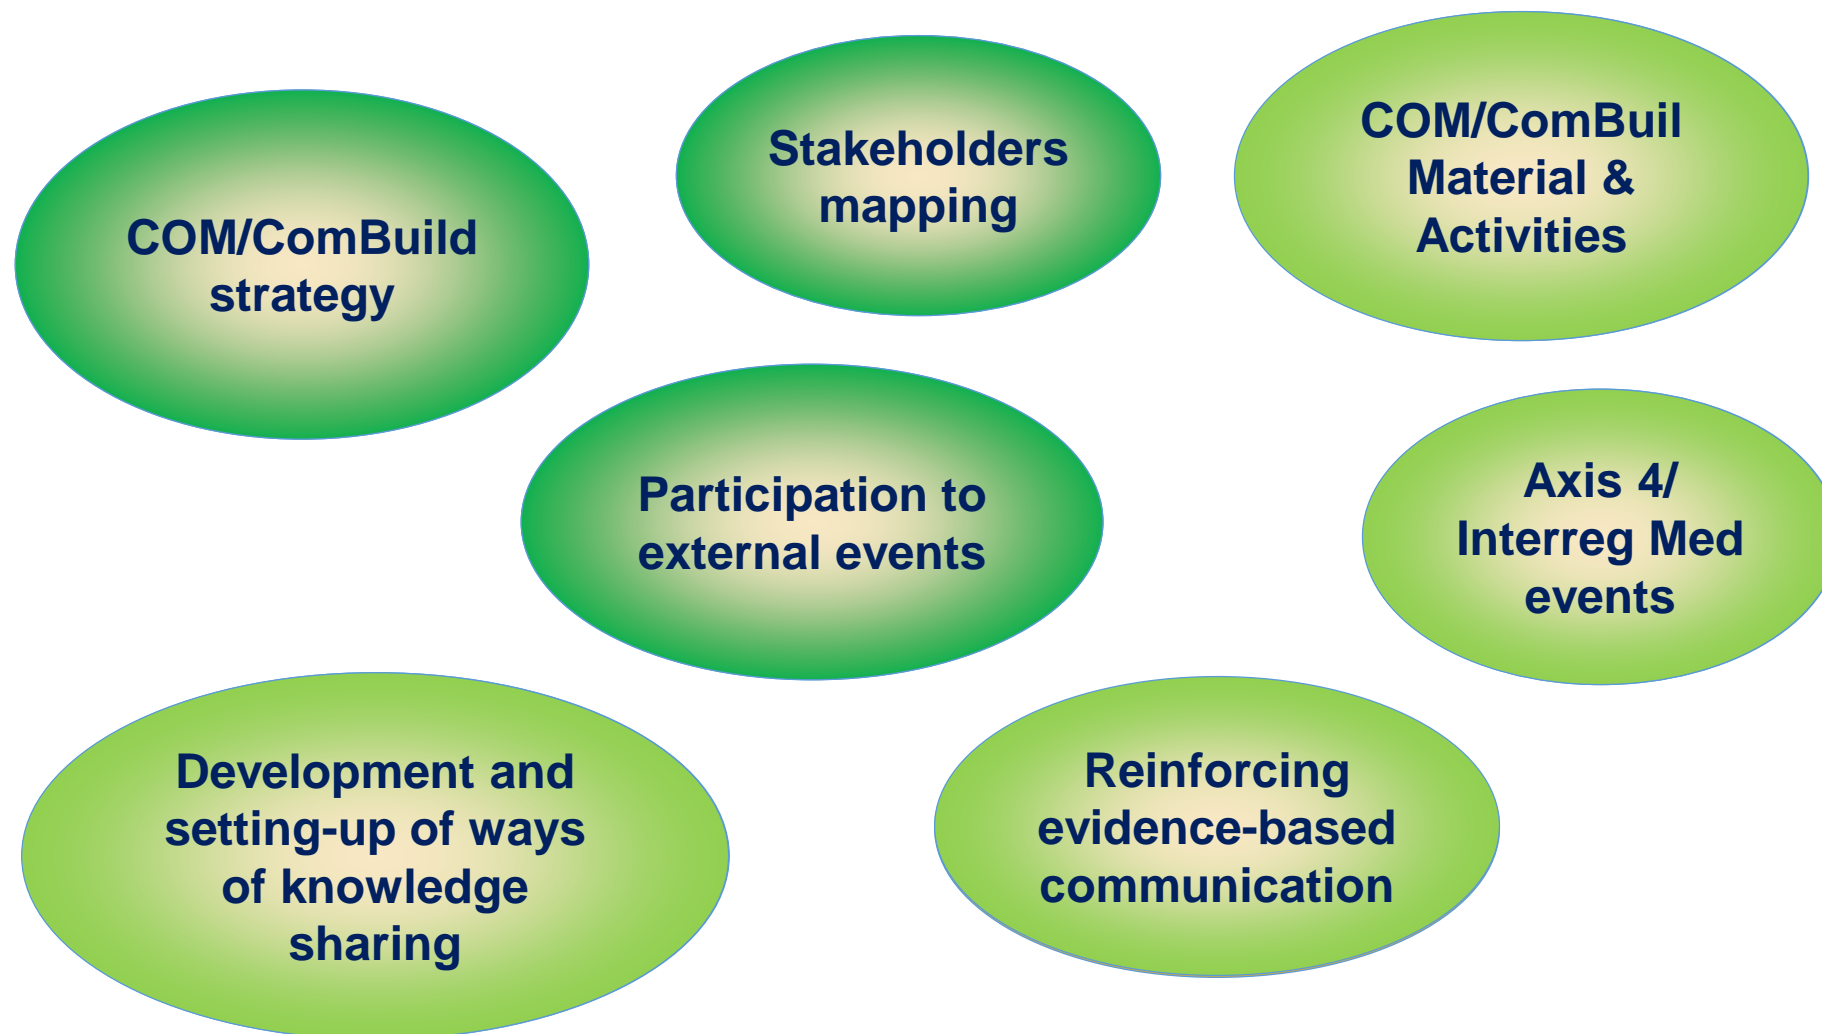 COM/ComBuild
strategy
Stakeholders
mapping
COM/ComBuil
Material &
Activities
Participation to
external events
Axis 4/
Interreg Med
events
Development and
setting-up of ways
of knowledge
sharing
Reinforcing
evidence-based
communication